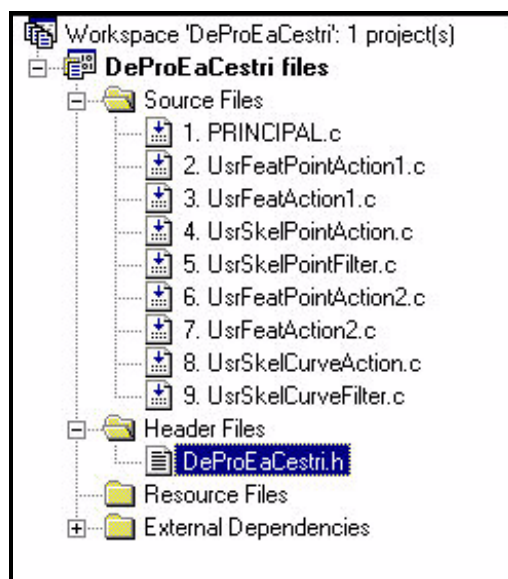 Workspace 'DeProEaCestri': 1 project(s)
DeProEaCestri files
Source Files
1. PRINCIPAL.c
2. UsrFeatPointAction1.c
3. UsrFeatAction1.c
4. UsrSkelPointAction.c
5. UsrSkelPointFilter.c
6. UsrFeatPointAction2.c
7. UsrFeatAction2.c
8. UsrSkelCurveAction.c
9. UsrSkelCurveFilter.c
Header Files
DeProEaCestri.h
Resource Files
External Dependencies